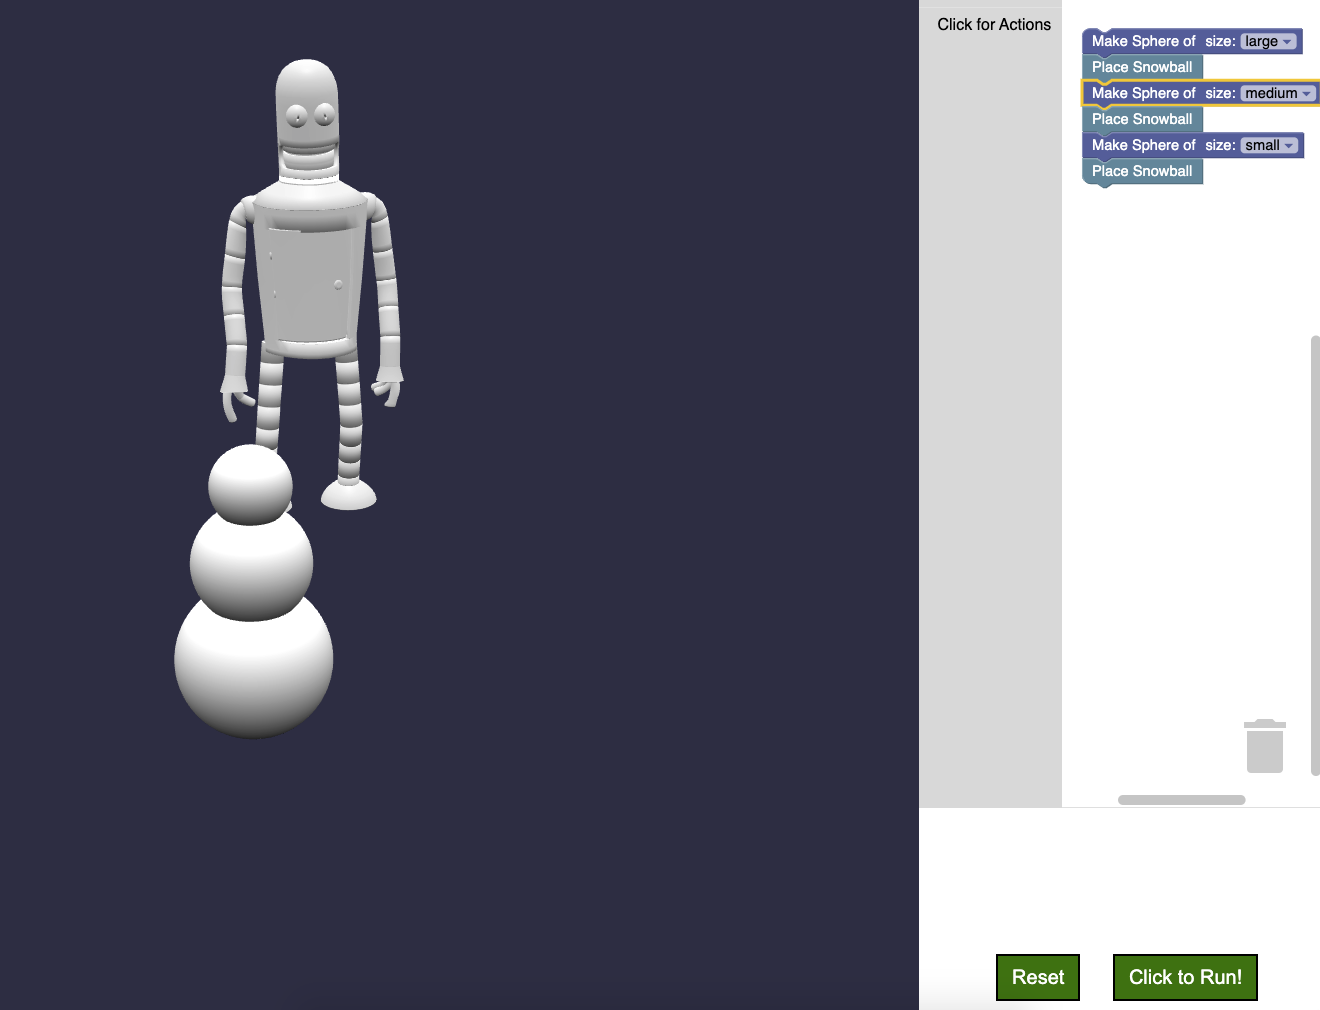 Click for Actions
Make Sphere of size: large
Place Snowball
Make Sphere of size: medium
Place Snowball
Make Sphere of size: small
Place Snowball
Reset
Click to Run!